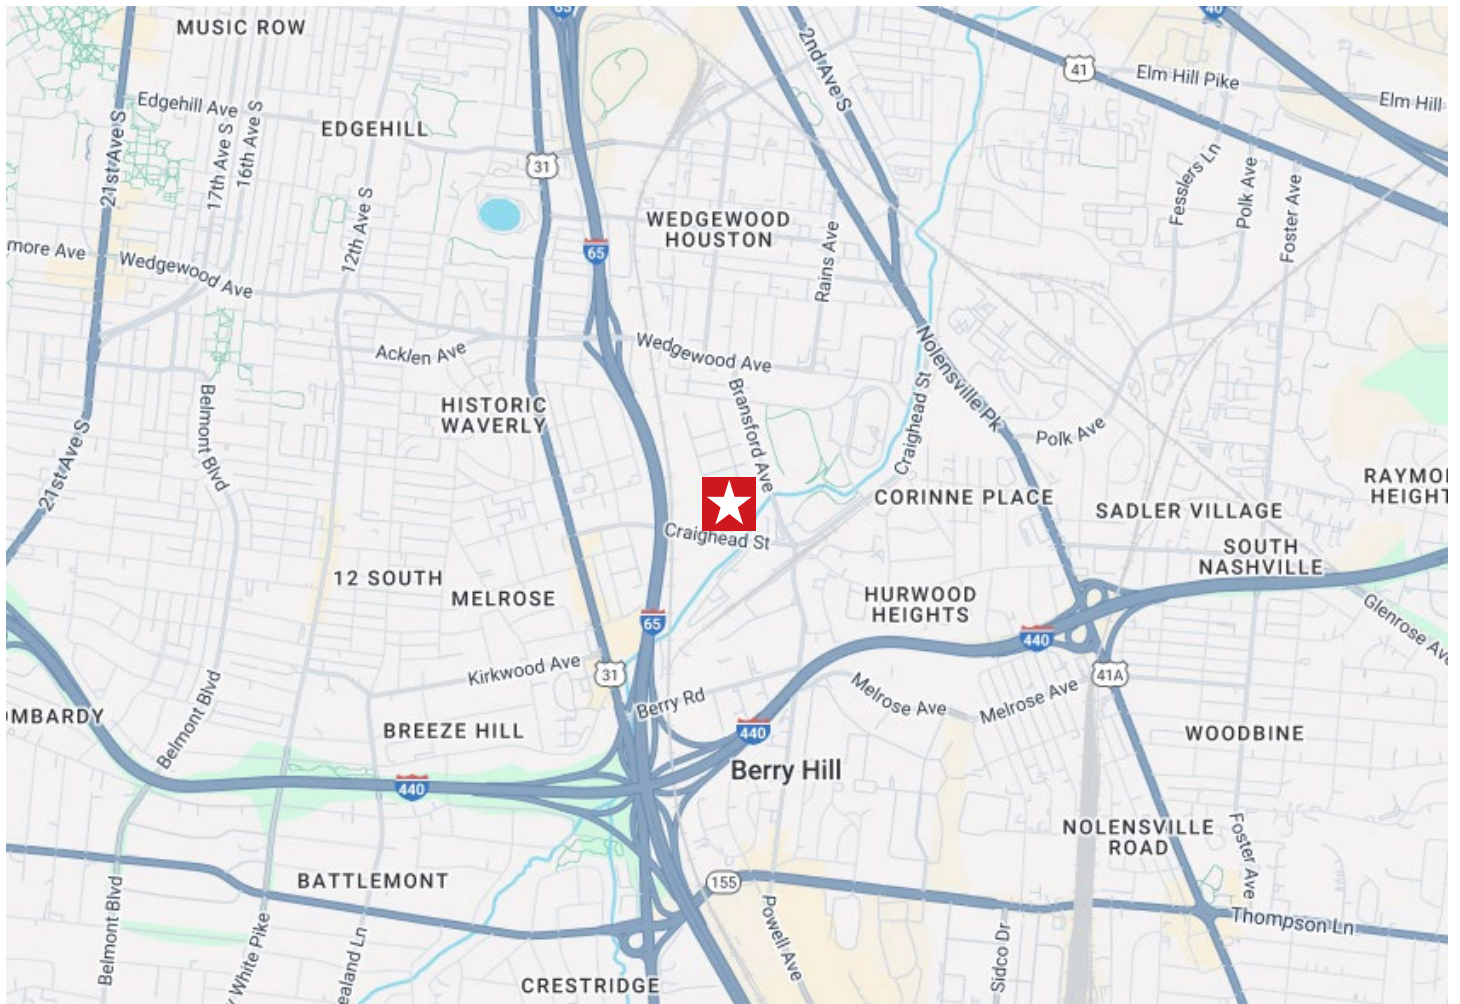 65
40
MUSIC ROW
2nd Ave S
41
Elm Hill Pike
Elm Hill
Edgehill Ave
EDGEHILL
21st Ave S
17th Ave S
16th Ave S
31
Fesslers Ln
Polk Ave
Foster Ave
12th Ave S
WEDGEWOOD
HOUSTON
Rains Ave
65
more Ave
Wedgewood Ave
Wedgewood Ave
Acklen Ave
Nolensville Pk
Belmont Blvd
Bransford Ave
Craighead St
HISTORIC
WAVERLY
Polk Ave
21st Ave S
CORINNE PLACE
SADLER VILLAGE
RAYMO
HEIGHT
Craighead St
SOUTH
NASHVILLE
12 SOUTH
MELROSE
HURWOOD
HEIGHTS
65
440
Glenrose Av
Kirkwood Ave
31
41A
Berry Rd
Melrose Ave
Melrose Ave
OMBARDY
Belmont Blvd
BREEZE HILL
440
WOODBINE
Berry Hill
440
NOLENSVILLE
ROAD
Foster Ave
BATTLEMONT
155
Belmont Blvd
White Pike
ealand Ln
Powell Ave
Sidco Dr
Thompson Ln
CRESTRIDGE